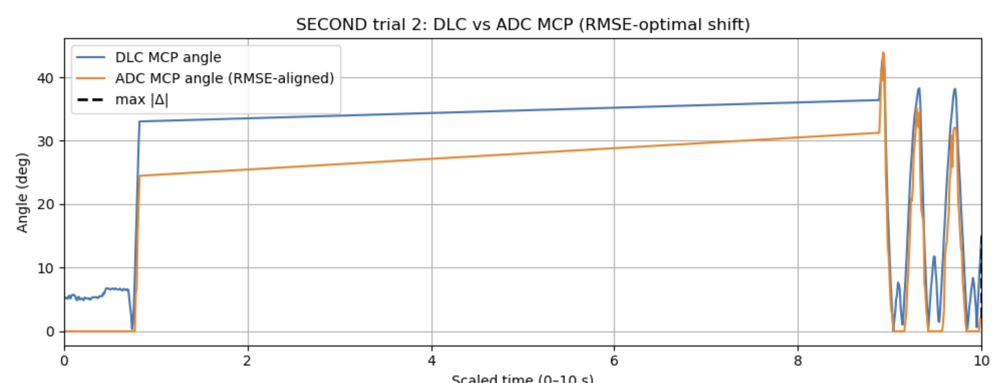 SECOND trial 2: DLC vs ADC MCP (RMSE-optimal shift)
DLC MCP angle
ADC MCP angle (RMSE-aligned)
max |Δ|
Angle (deg)
40
30
20
10
0
0 2 4 6 8 10
Scaled time (0–10 s)